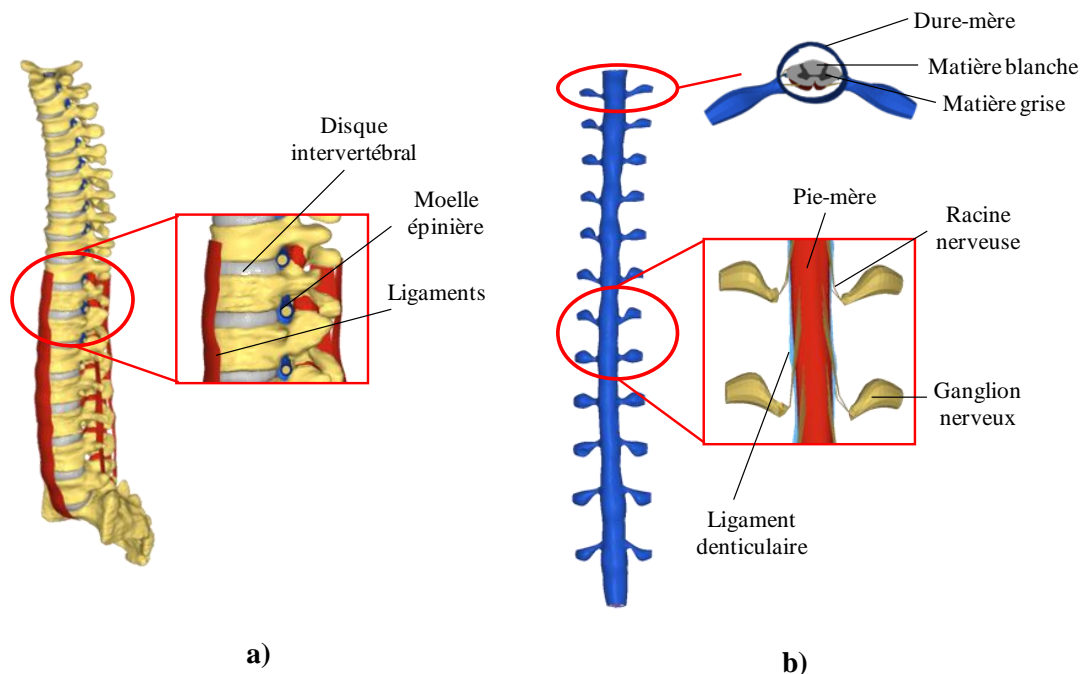 Disque
intervertébral
Moelle
épinière
Ligaments
a)
Dure-mère
Matière blanche
Matière grise
Pie-mère
Racine
nerveuse
Ganglion
nerveux
Ligament
denticulaire
b)